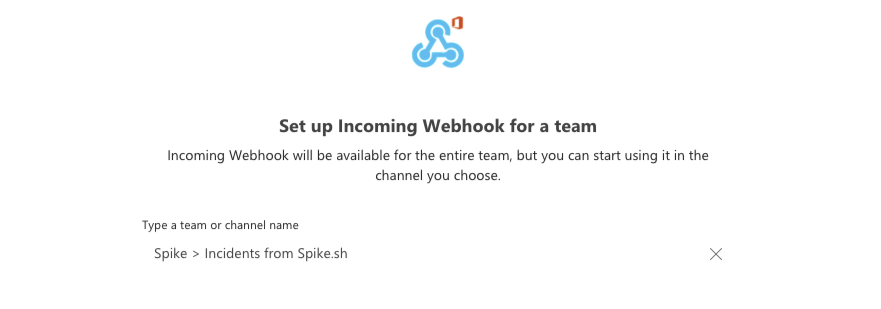 Set up Incoming Webhook for a team
Incoming Webhook will be available for the entire team, but you can start using it in the
channel you choose.
Type a team or channel name
Spike > Incidents from Spike.sh